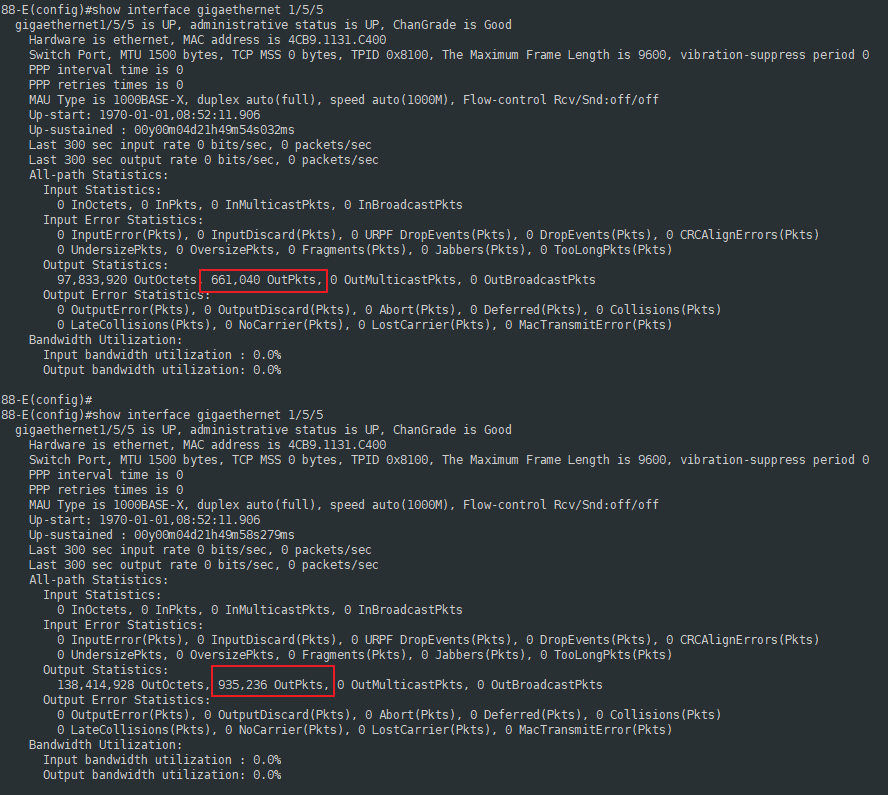 88-E(config)#show interface gigaethernet 1/5/5
gigaethernet1/5/5 is UP, administrative status is UP, ChanGrade is Good
Hardware is ethernet, MAC address is 4CB9.1131.C400
Switch Port, MTU 1500 bytes, TCP MSS 0 bytes, TPID 0x8100, The Maximum Frame Length is 9600, vibration-suppress period 0
PPP interval time is 0
PPP retries times is 0
MAU Type is 1000BASE-X, duplex auto(full), speed auto(1000M), Flow-control Rcv/Snd:off/off
Up-start: 1970-01-01,08:52:11.906
Up-sustained : 00y00m04d21h49m54s032ms
Last 300 sec input rate 0 bits/sec, 0 packets/sec
Last 300 sec output rate 0 bits/sec, 0 packets/sec
All-path Statistics:
Input Statistics:
0 InOctets, 0 InPkts, 0 InMulticastPkts, 0 InBroadcastPkts
Input Error Statistics:
0 InputError(Pkts), 0 InputDiscard(Pkts), 0 URPF DropEvents(Pkts), 0 DropEvents(Pkts), 0 CRCAlignErrors(Pkts)
0 UndersizePkts, 0 OversizePkts, 0 Fragments(Pkts), 0 Jabbers(Pkts), 0 TooLongPkts(Pkts)
Output Statistics:
97,833,920 OutOctets, 661,040 OutPkts, 0 OutMulticastPkts, 0 OutBroadcastPkts
Output Error Statistics:
0 OutputError(Pkts), 0 OutputDiscard(Pkts), 0 Abort(Pkts), 0 Deferred(Pkts), 0 Collisions(Pkts)
0 LateCollisions(Pkts), 0 NoCarrier(Pkts), 0 LostCarrier(Pkts), 0 MacTransmitError(Pkts)
Bandwidth Utilization:
Input bandwidth utilization : 0.0%
Output bandwidth utilization: 0.0%
88-E(config)#
88-E(config)#show interface gigaethernet 1/5/5
gigaethernet1/5/5 is UP, administrative status is UP, ChanGrade is Good
Hardware is ethernet, MAC address is 4CB9.1131.C400
Switch Port, MTU 1500 bytes, TCP MSS 0 bytes, TPID 0x8100, The Maximum Frame Length is 9600, vibration-suppress period 0
PPP interval time is 0
PPP retries times is 0
MAU Type is 1000BASE-X, duplex auto(full), speed auto(1000M), Flow-control Rcv/Snd:off/off
Up-start: 1970-01-01,08:52:11.906
Up-sustained : 00y00m04d21h49m58s279ms
Last 300 sec input rate 0 bits/sec, 0 packets/sec
Last 300 sec output rate 0 bits/sec, 0 packets/sec
All-path Statistics:
Input Statistics:
0 InOctets, 0 InPkts, 0 InMulticastPkts, 0 InBroadcastPkts
Input Error Statistics:
0 InputError(Pkts), 0 InputDiscard(Pkts), 0 URPF DropEvents(Pkts), 0 DropEvents(Pkts), 0 CRCAlignErrors(Pkts)
0 UndersizePkts, 0 OversizePkts, 0 Fragments(Pkts), 0 Jabbers(Pkts), 0 TooLongPkts(Pkts)
Output Statistics:
138,414,928 OutOctets, 935,236 OutPkts, 0 OutMulticastPkts, 0 OutBroadcastPkts
Output Error Statistics:
0 OutputError(Pkts), 0 OutputDiscard(Pkts), 0 Abort(Pkts), 0 Deferred(Pkts), 0 Collisions(Pkts)
0 LateCollisions(Pkts), 0 NoCarrier(Pkts), 0 LostCarrier(Pkts), 0 MacTransmitError(Pkts)
Bandwidth Utilization:
Input bandwidth utilization : 0.0%
Output bandwidth utilization: 0.0%